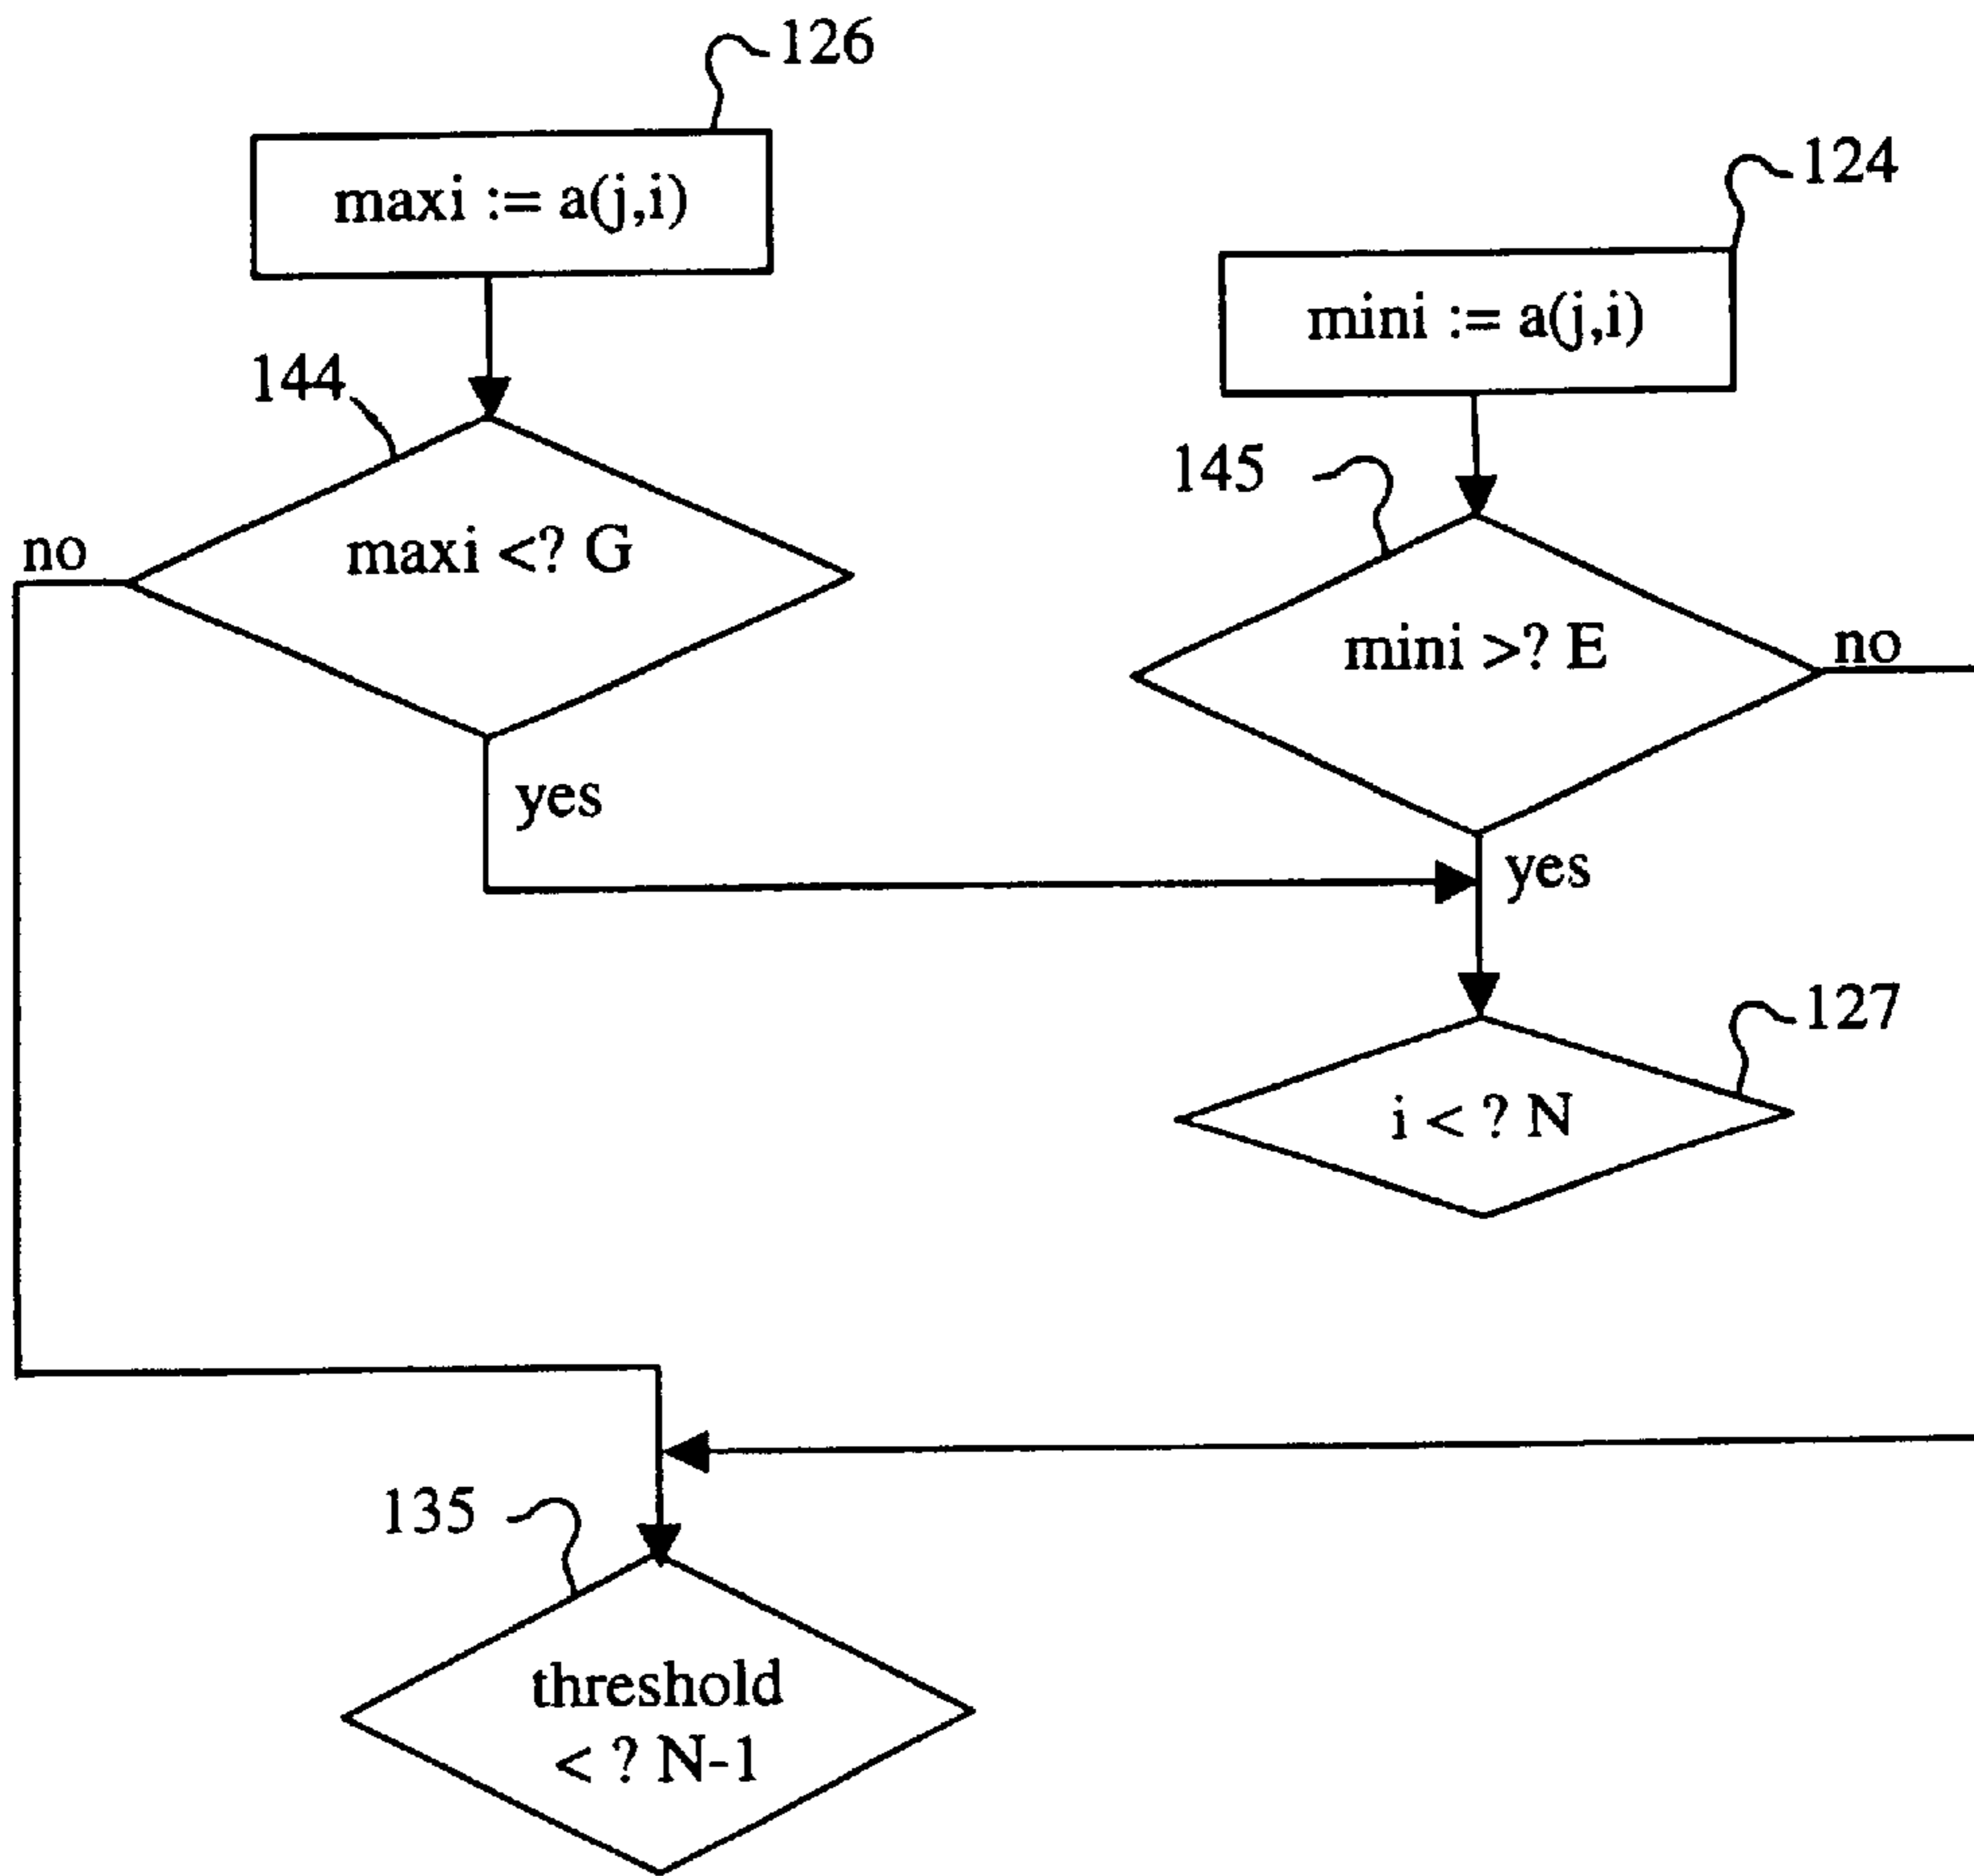 126
maxi := a(j,i)
124
mini := a(j,i)
144
145
no
maxi <? G
mini >? E
no
yes
yes
127
i < ? N
135
threshold
< ? N-1